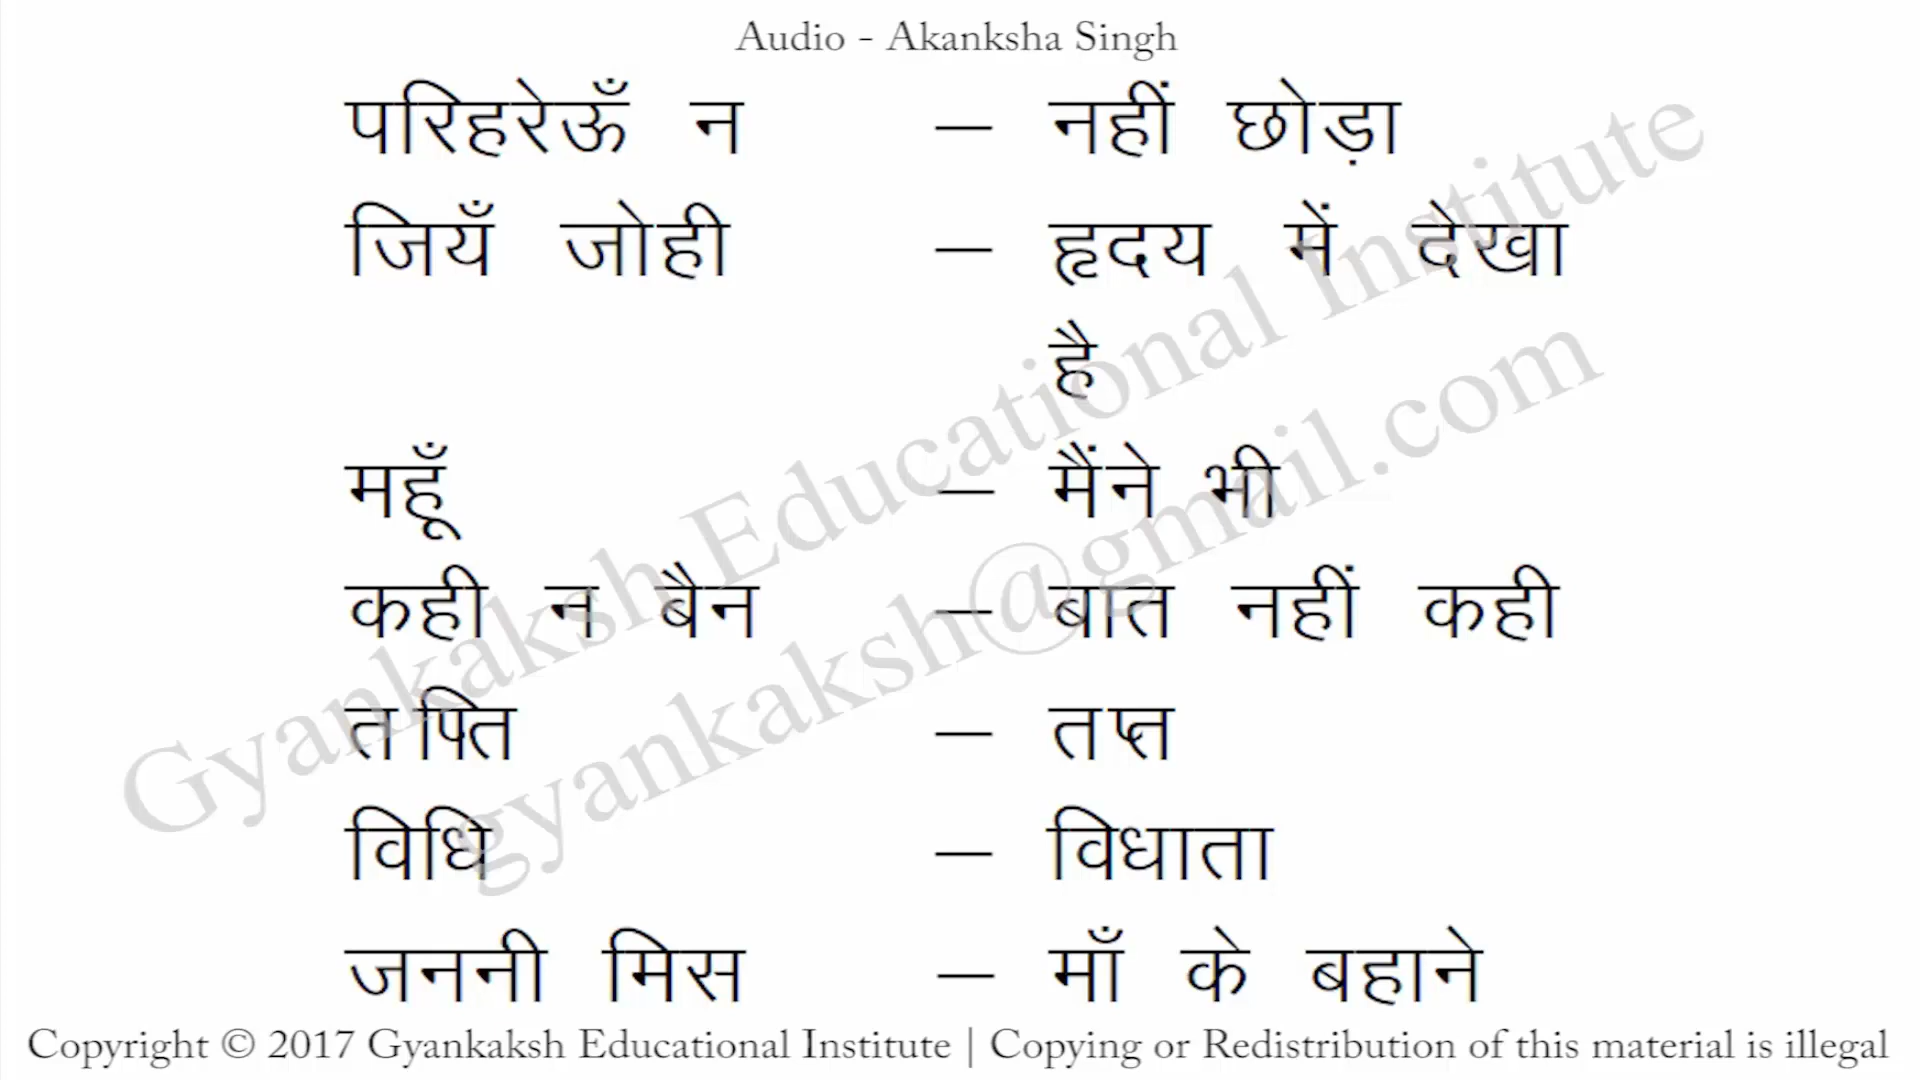 Audio - Akanksha Singh
परिहरेऊँ न – नहीं छोड़ा
जियँ जोही – हृदय में देखा
है
महूँ – मैंने भी
कही न बैन – बात नहीं कही
तपित – तप्त
विधि – विधाता
जननी मिस – माँ के बहाने
Gyankaksh Educational Institute
gyankaksh@gmail.com
Copyright © 2017 Gyankaksh Educational Institute | Copying or Redistribution of this material is illegal